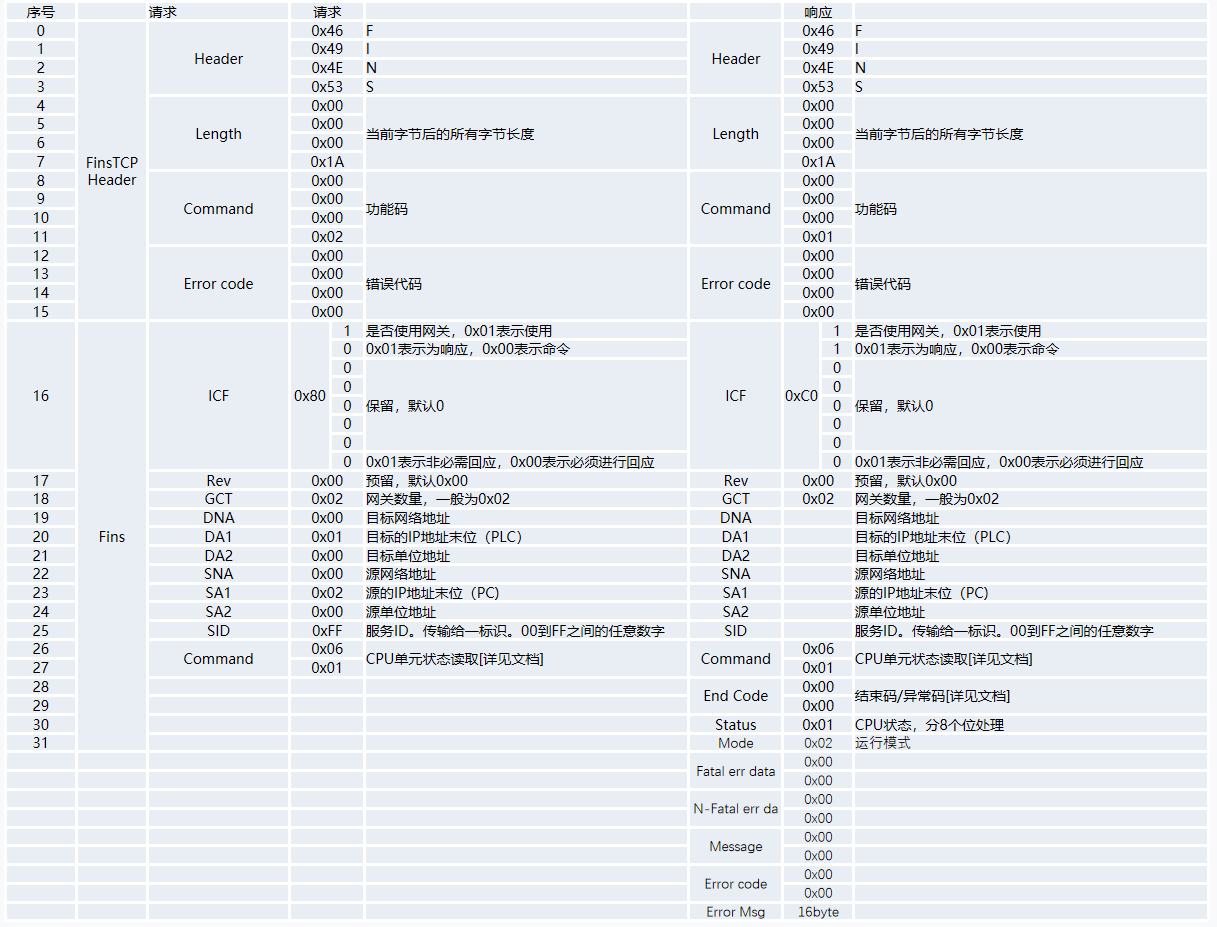 序号 请求 请求 响应
0 0x46 F 0x46 F
1 Header 0x49 I Header 0x49 I
2 0x4E N 0x4E N
3 0x53 S 0x53 S
4 0x00 0x00
5 Length 0x00 当前字节后的所有字节长度 Length 0x00 当前字节后的所有字节长度
6 0x00 0x00
7 FinsTCP Header 0x1A 0x1A
8 0x00 0x00
9 Command 0x00 功能码 Command 0x00 功能码
10 0x00 0x00
11 0x02 0x01
12 0x00 0x00
13 Error code 0x00 错误代码 Error code 0x00 错误代码
14 0x00 0x00
15 0x00 0x00
1 是否使用网关，0x01表示使用 1 是否使用网关，0x01表示使用
0 0x01表示为响应，0x00表示命令 1 0x01表示为响应，0x00表示命令
0 0
0 0
16 ICF 0x80 0 保留，默认0 ICF 0xC0 0 保留，默认0
0 0
0 0
0 0x01表示非必需回应，0x00表示必须进行回应 0 0x01表示非必需回应，0x00表示必须进行回应
17 Rev 0x00 预留，默认0x00 Rev 0x00 预留，默认0x00
18 GCT 0x02 网关数量，一般为0x02 GCT 0x02 网关数量，一般为0x02
19 DNA 0x00 目标网络地址 DNA 目标网络地址
20 Fins DA1 0x01 目标的IP地址末位（PLC） DA1 目标的IP地址末位（PLC）
21 DA2 0x00 目标单位地址 DA2 目标单位地址
22 SNA 0x00 源网络地址 SNA 源网络地址
23 SA1 0x02 源的IP地址末位（PC) SA1 源的IP地址末位（PC)
24 SA2 0x00 源单位地址 SA2 源单位地址
25 SID 0xFF 服务ID。传输给一标识。00到FF之间的任意数字 SID 服务ID。传输给一标识。00到FF之间的任意数字
26 Command 0x06 CPU单元状态读取[详见文档] Command 0x06 CPU单元状态读取[详见文档]
27 0x01 0x01
28 End Code 0x00 结束码/异常码[详见文档]
29 0x00
30 Status 0x01 CPU状态，分8个位处理
31 Mode 0x02 运行模式
Fatal err data 0x00
0x00
N-Fatal err da 0x00
0x00
Message 0x00
0x00
Error code 0x00
0x00
Error Msg 16byte